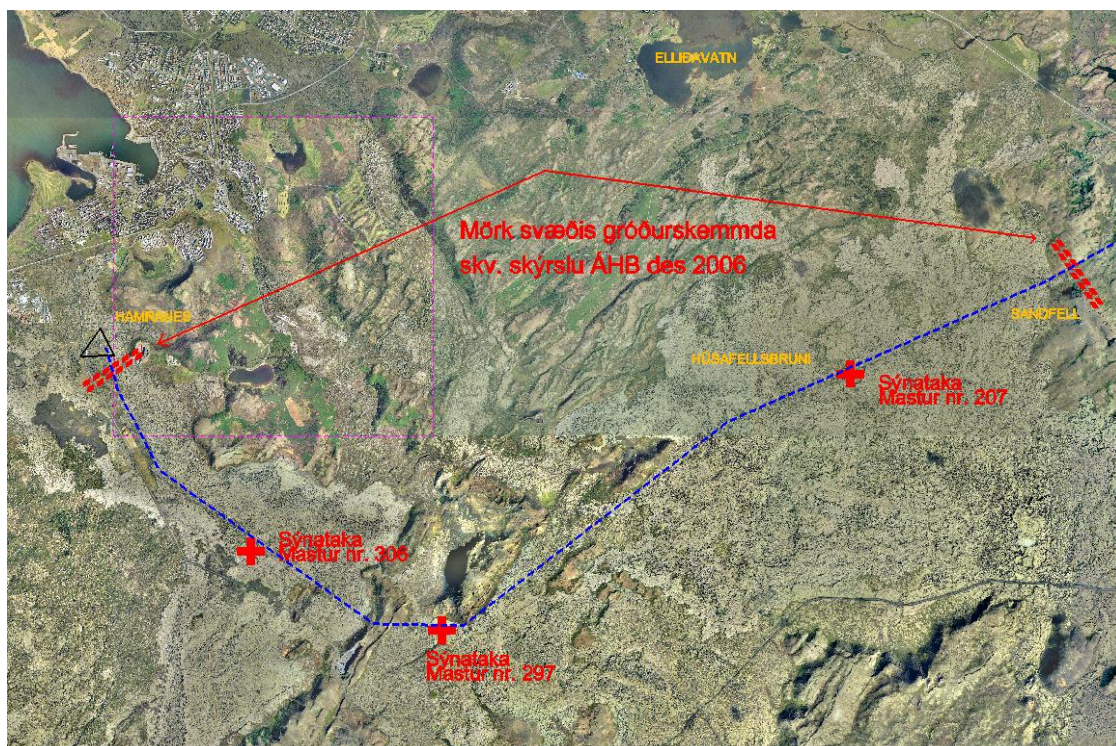 ELLIÐAVATN
Mörk svæðis gróðurskemmda
skv. skýrslu ÁHB des 2006
HAMRANES
SANDFELL
HÚSAFELLSBRUNI
Sýnataka
Mastur nr. 207
Sýnataka
Mastur nr. 306
Sýnataka
Mastur nr. 297